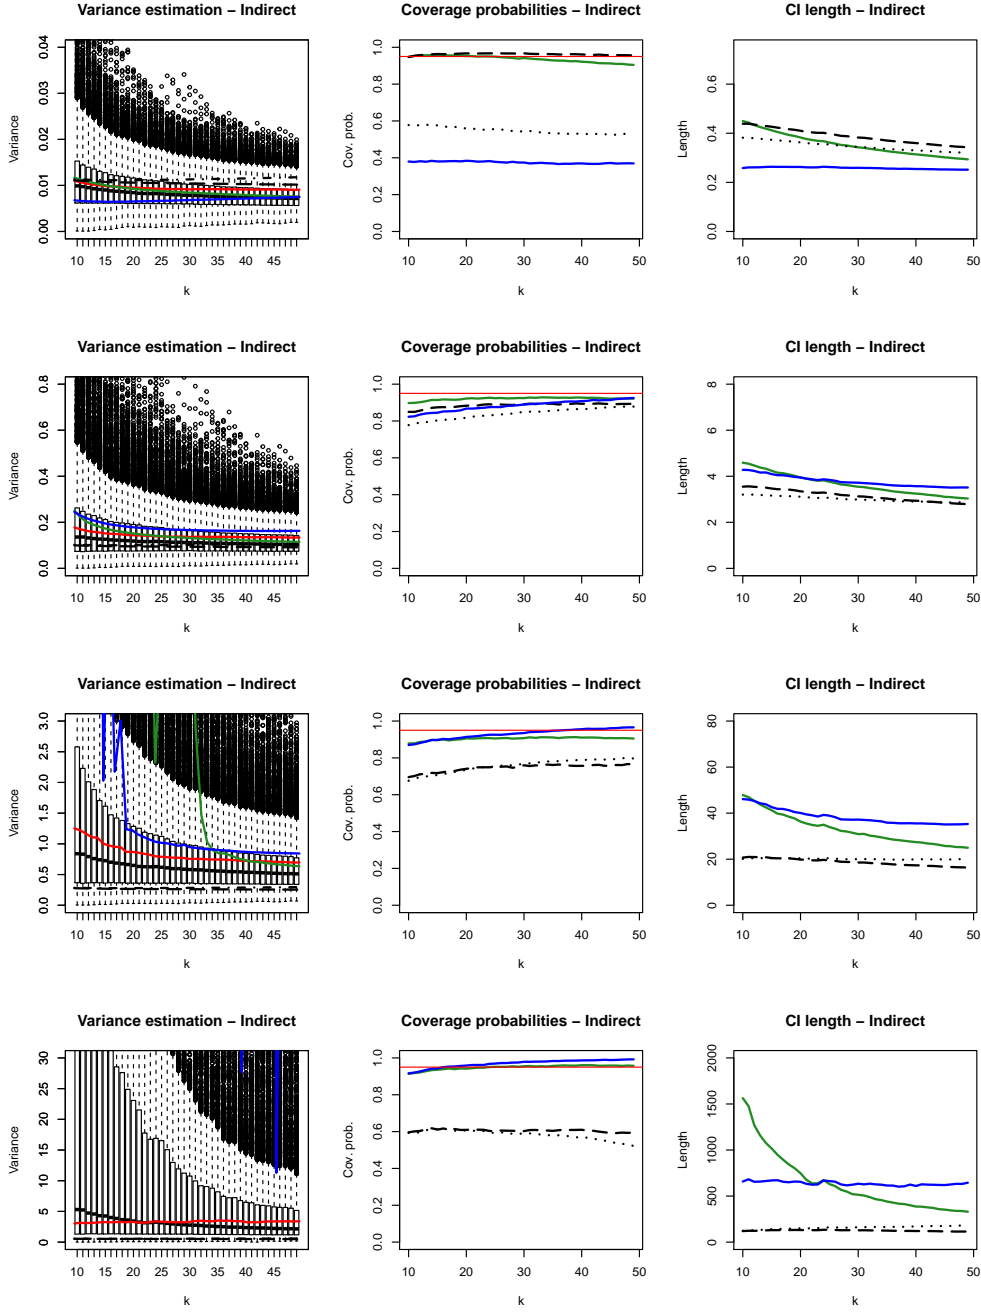 Variance estimation – Indirect
Coverage probabilities – Indirect
CI length – Indirect
Variance
0.00 0.01 0.02 0.03 0.04
10 15 20 25 30 35 40 45
k
Cov. prob.
0.0 0.2 0.4 0.6 0.8 1.0
10 20 30 40 50
k
Length
0.0 0.2 0.4 0.6
10 20 30 40 50
k
Variance estimation – Indirect
Coverage probabilities – Indirect
CI length – Indirect
Variance
0.0 0.2 0.4 0.6 0.8
10 15 20 25 30 35 40 45
k
Cov. prob.
0.0 0.2 0.4 0.6 0.8 1.0
10 20 30 40 50
k
Length
0 2 4 6 8
10 20 30 40 50
k
Variance estimation – Indirect
Coverage probabilities – Indirect
CI length – Indirect
Variance
0.0 0.5 1.0 1.5 2.0 2.5 3.0
10 15 20 25 30 35 40 45
k
Cov. prob.
0.0 0.2 0.4 0.6 0.8 1.0
10 20 30 40 50
k
Length
0 20 40 60 80
10 20 30 40 50
k
Variance estimation – Indirect
Coverage probabilities – Indirect
CI length – Indirect
Variance
0 5 10 15 20 25 30
10 15 20 25 30 35 40 45
k
Cov. prob.
0.0 0.2 0.4 0.6 0.8 1.0
10 20 30 40 50
k
Length
0 500 1000 1500 2000
10 20 30 40 50
k